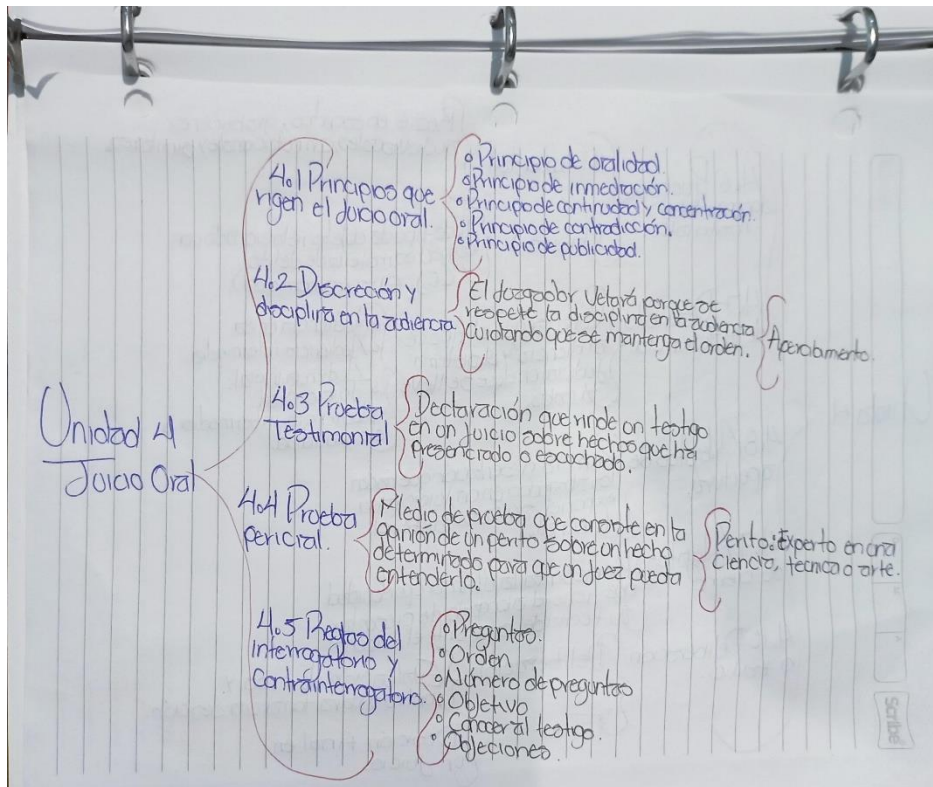 Unidad 4
Juicio Oral
4.1 Principios que
rigen el Juicio oral.
Principio de oralidad.
Principio de inmediación.
Principio de continuidad y concentración.
Principio de contradicción.
Principio de publicidad.
4.2 Discreción y
disciplina en la audiencia
El Juzgador Velará porque se
respete la disciplina en la audencia
Cuidando que se mantenga el orden.
Apercibimento.
4.3 Prueba
Testimonial
Declaración que rinde un testigo
en un Juicio sobre hechos que ha
presenciado o escuchado.
4.4 Prueba
pericial.
Medio de prueba que consiste en la
opinión de un perito sobre un hecho
determinado para que un Juez pueda
entenderlo.
Perito: Experto en una
ciencia, técnica o arte.
4.5 Reglas del
Interrogatorio y
Contrainterrogatorio.
Preguntas.
Orden
Número de preguntas
Objetivo
Conocer al testigo.
Objeciones.
Scribe